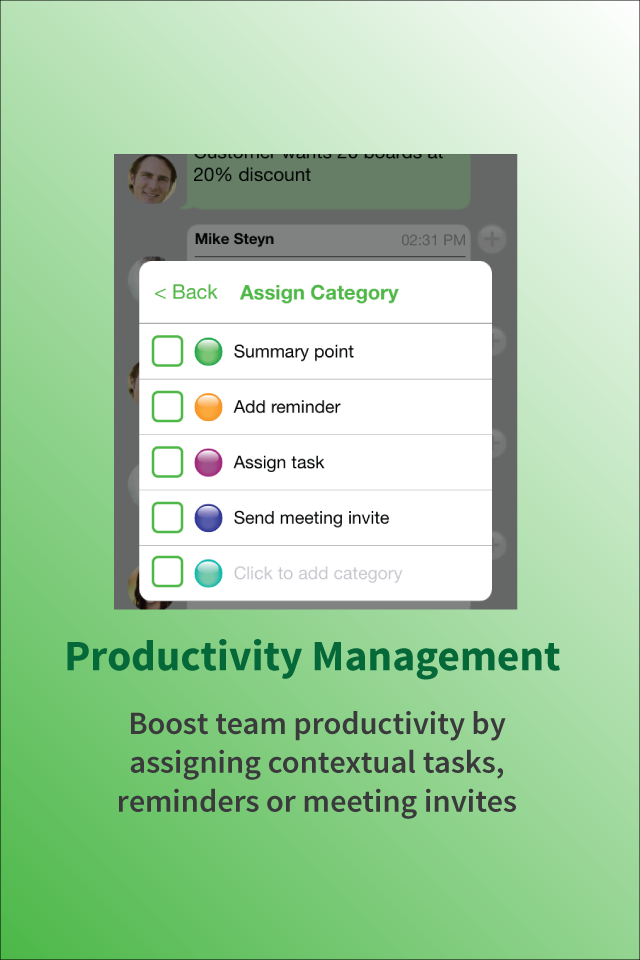 Customer wants 20 boards at
20% discount
Mike Steyn 02:31 PM
< Back Assign Category
Summary point
Add reminder
Assign task
Send meeting invite
Click to add category
Productivity Management
Boost team productivity by
assigning contextual tasks,
reminders or meeting invites